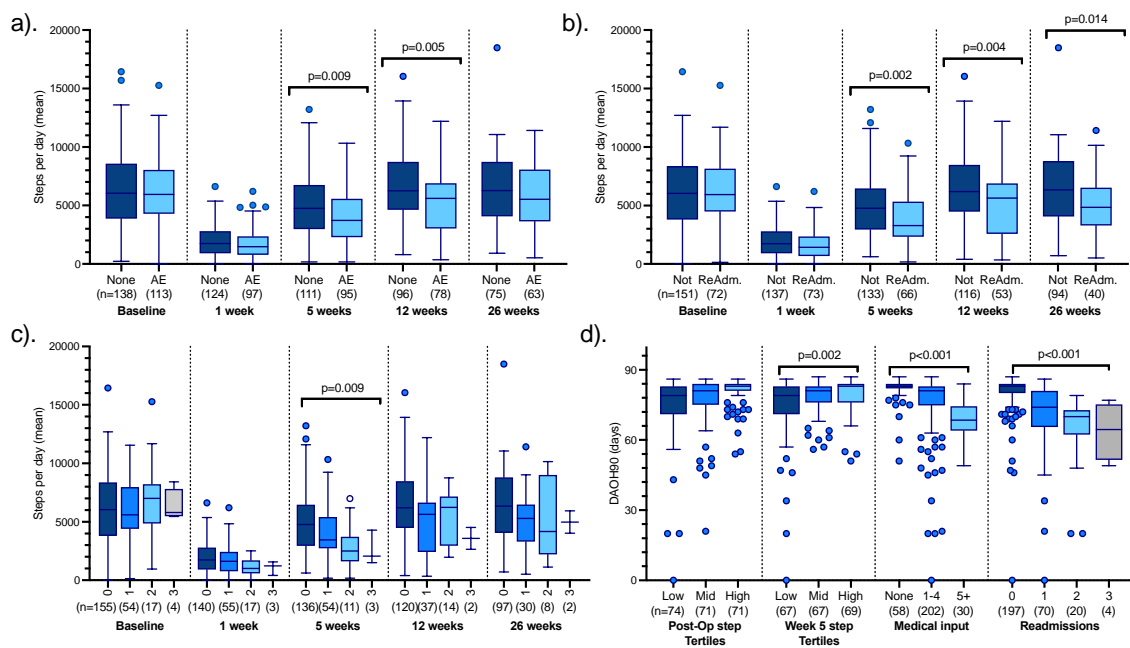 a).
Steps per day (mean)
20000
15000
10000
5000
0
p=0.009
p=0.005
None AE None AE None AE None AE None AE
(n=138) (113) (124) (97) (111) (95) (96) (78) (75) (63)
Baseline 1 week 5 weeks 12 weeks 26 weeks
b).
Steps per day (mean)
20000
15000
10000
5000
0
p=0.002
p=0.004
p=0.014
Not ReAdm. Not ReAdm. Not ReAdm. Not ReAdm. Not ReAdm.
(n=151) (72) (137) (73) (133) (66) (116) (53) (94) (40)
Baseline 1 week 5 weeks 12 weeks 26 weeks
c).
Steps per day (mean)
20000
15000
10000
5000
0
p=0.009
0 1 2 3 0 1 2 3 0 1 2 3 0 1 2 3 0 1 2 3
(n=155) (54) (17) (4) (140) (55) (17) (3) (136) (54) (11) (3) (120) (37) (14) (2) (97) (30) (8) (2)
Baseline 1 week 5 weeks 12 weeks 26 weeks
d).
DAOH90 (days)
90
60
30
0
p=0.002
p<0.001
p<0.001
Low Mid High Low Mid High None 1-4 5+ 0 1 2 3
(n=74) (71) (71) (67) (67) (69) (58) (202) (30) (197) (70) (20) (4)
Post-Op step Week 5 step Medical input Readmissions
Tertiles Tertiles